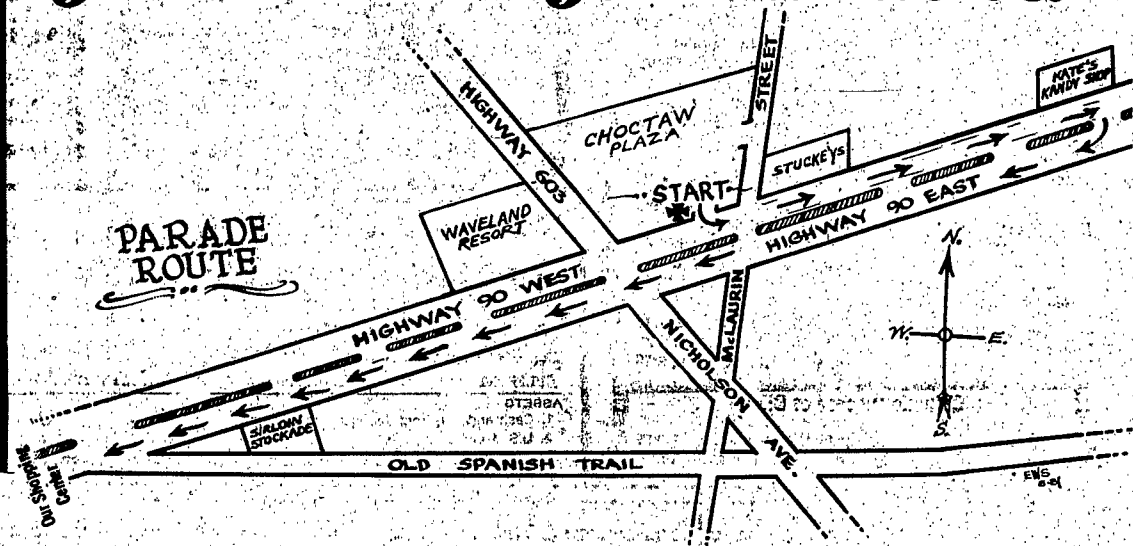 PARADE
ROUTE
HIGHWAY 603
CHOCTAW
PLAZA
STREET
KATE'S
KANDY SHOP
STUCKEYS
START
WAVELAND
RESORT
HIGHWAY 90 EAST
HIGHWAY 90 WEST
McLAURIN
NICHOLSON AVE.
N.
W.
E.
S.
SIRLOIN
STOCKADE
OLD SPANISH TRAIL
Our Shopping
Center
EWS